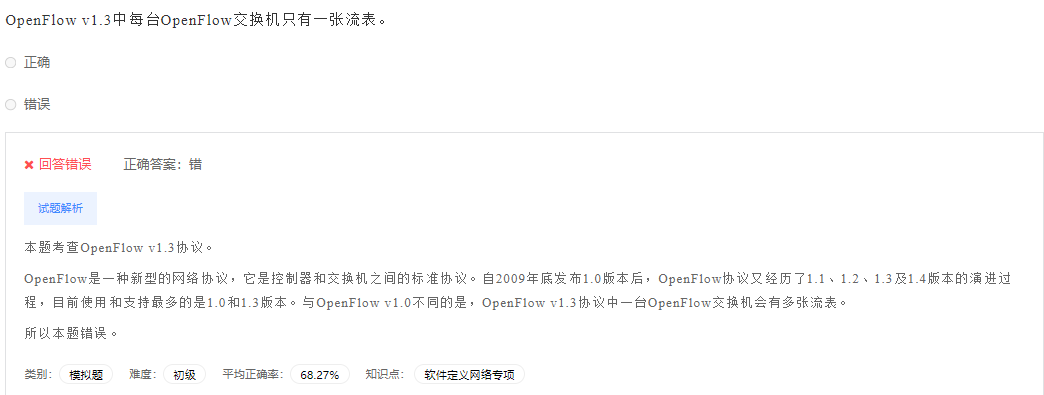 OpenFlow v1.3中每台OpenFlow交换机只有一张流表。
正确
错误
回答错误 正确答案：错
试题解析
本题考查OpenFlow v1.3协议。
OpenFlow是一种新型的网络协议，它是控制器和交换机之间的标准协议。自2009年底发布1.0版本后，OpenFlow协议又经历了1.1、1.2、1.3及1.4版本的演进过
程，目前使用和支持最多的是1.0和1.3版本。与OpenFlow v1.0不同的是，OpenFlow v1.3协议中一台OpenFlow交换机会有多张流表。
所以本题错误。
类别： 模拟题 难度： 初级 平均正确率： 68.27% 知识点： 软件定义网络专项